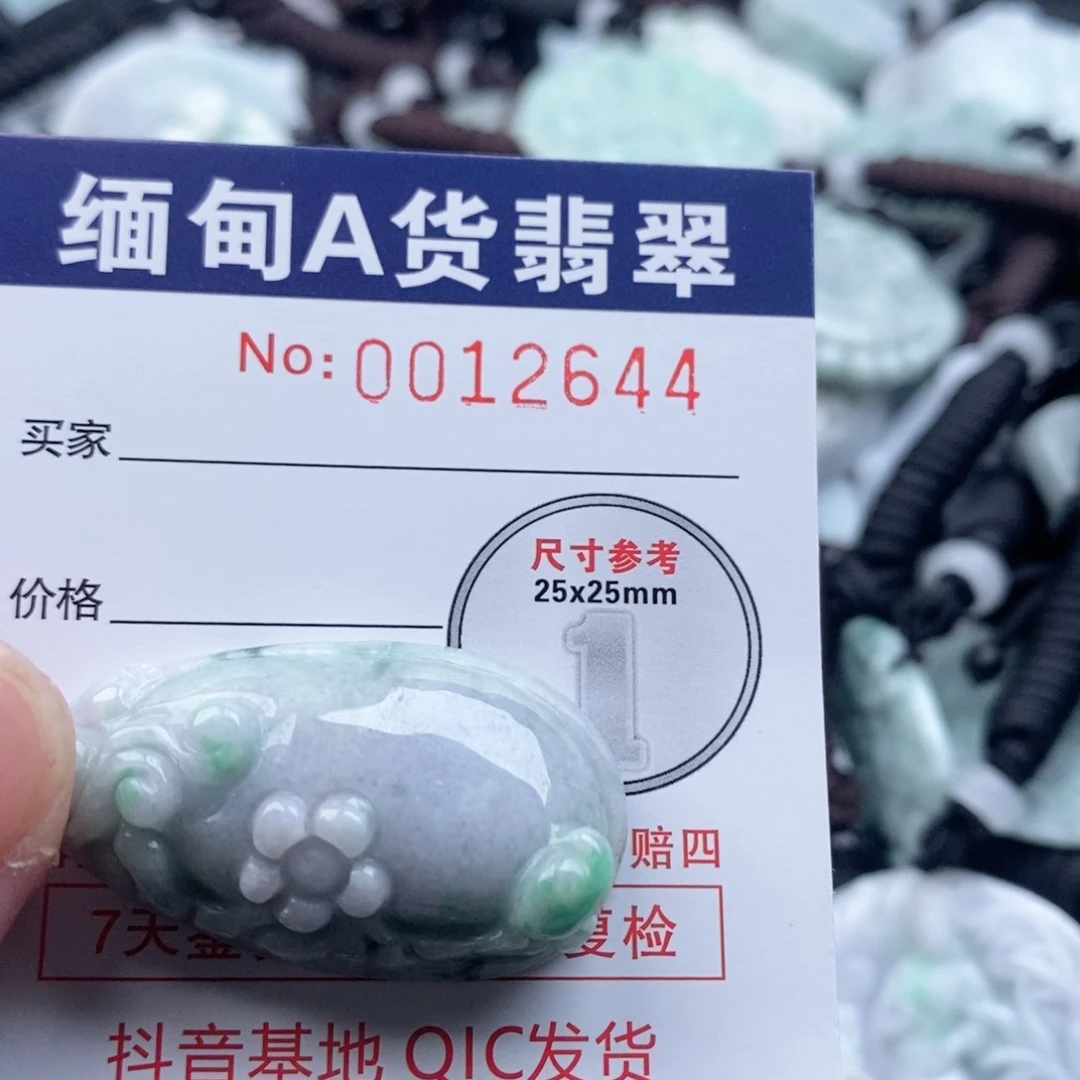 缅甸A货翡翠
No: 0012644
买家
价格
尺寸参考
25x25mm
1
赔四
7天鉴 复检
抖音基地 QIC发货